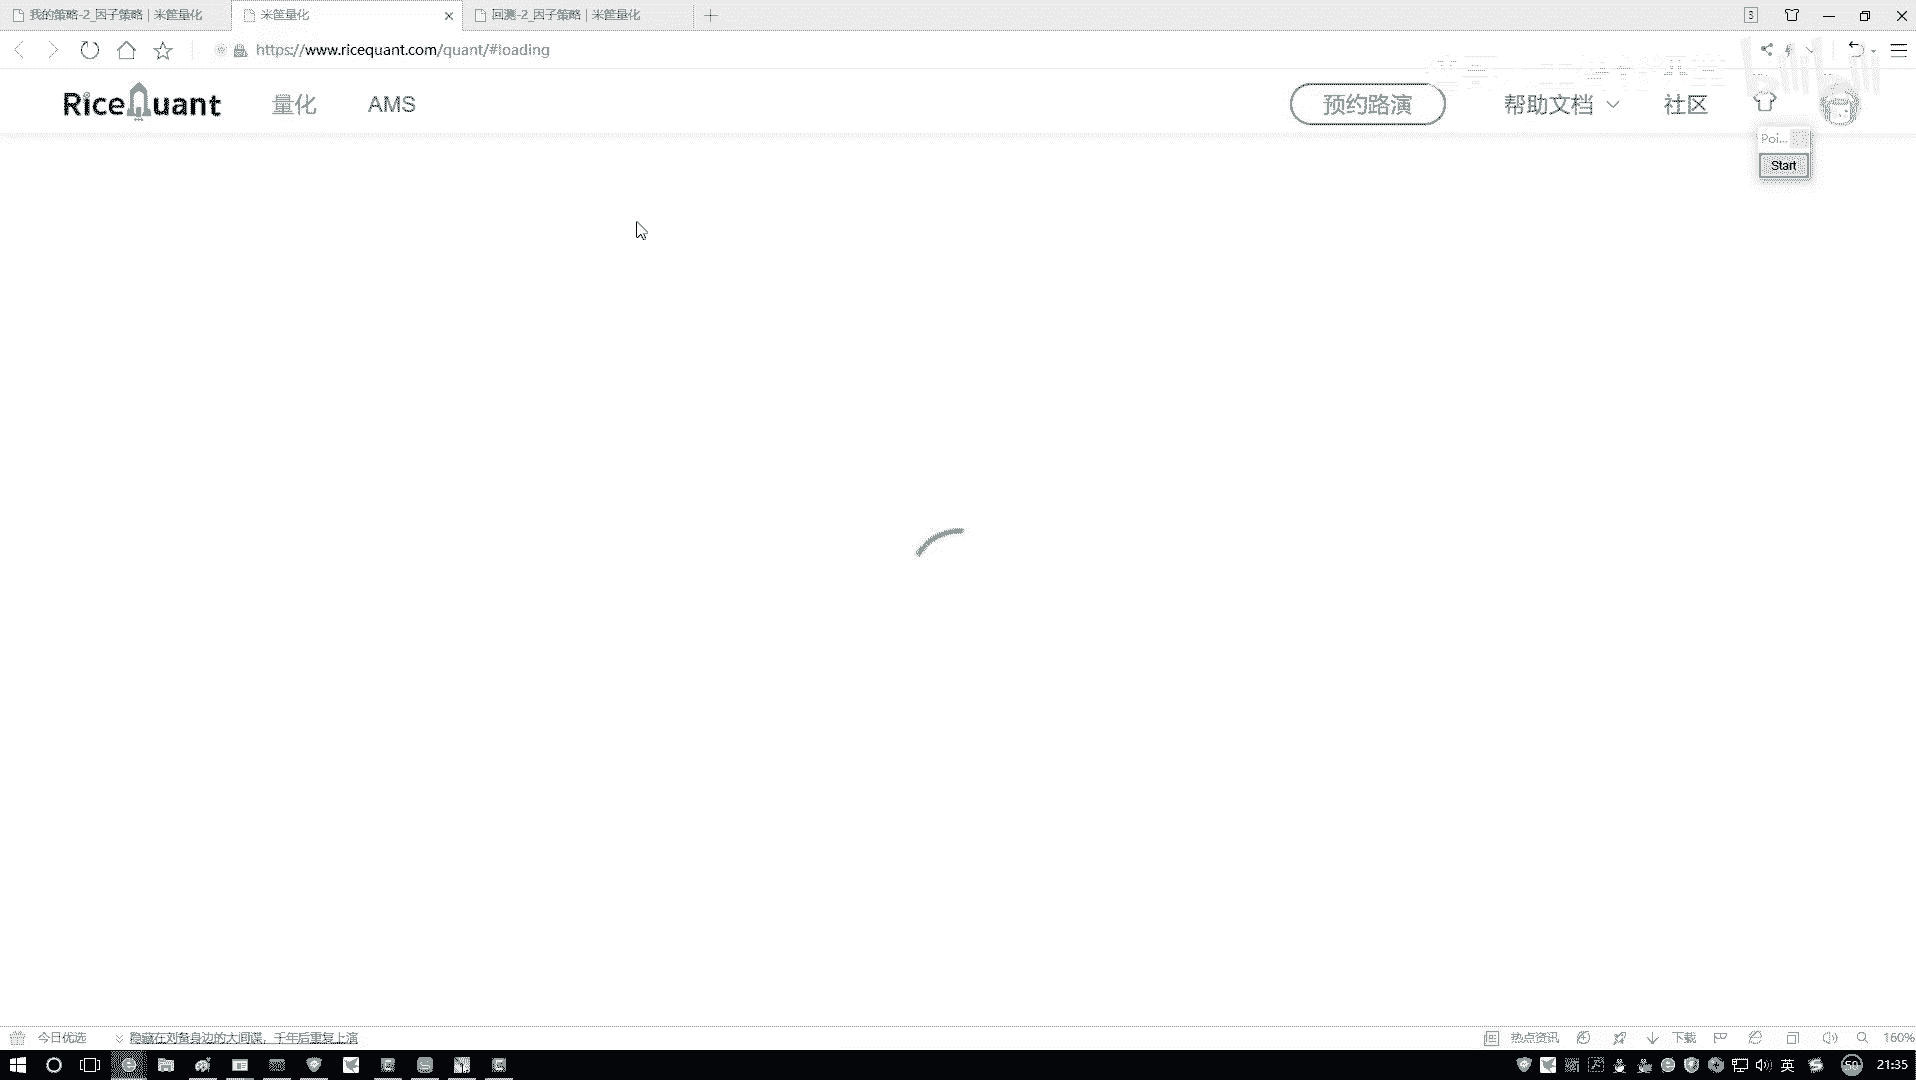 我的策略-2_因子策略 | 米筐量化
米筐量化
回测-2_因子策略 | 米筐量化
3
https://www.ricequant.com/quant/#loading
RiceQuant
量化
AMS
预约路演
帮助文档
社区
Poi...
Start
今日优选
隐藏在刘备身边的大间谍，千年后重复上演
热点资讯
下载
160%
英
50
21:35